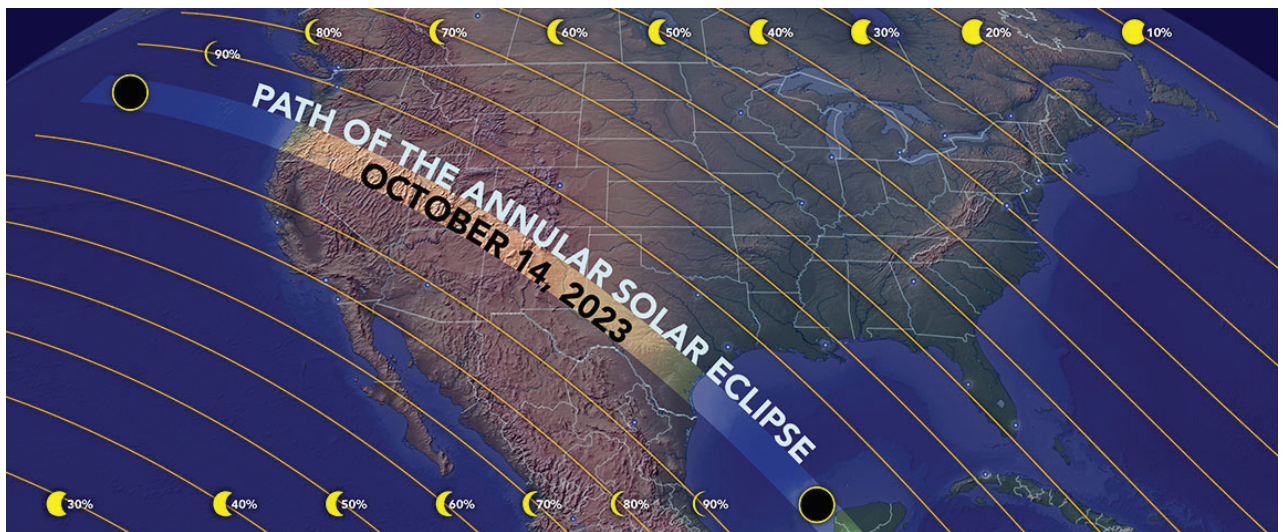 80% 70% 60% 50% 40% 30% 20% 10%
90%
PATH OF THE ANNULAR SOLAR ECLIPSE
OCTOBER 14, 2023
30% 40% 50% 60% 70% 80% 90%